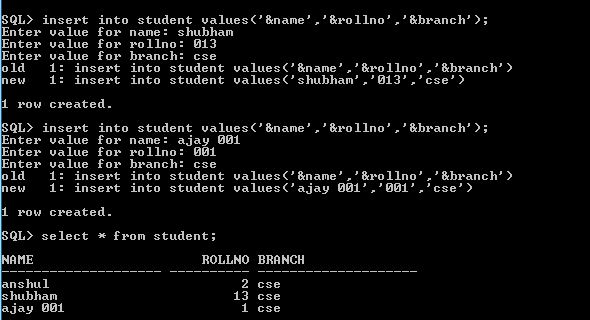 SQL> insert into student values('&name','&rollno','&branch');
Enter value for name: shubham
Enter value for rollno: 013
Enter value for branch: cse
old   1: insert into student values('&name','&rollno','&branch')
new   1: insert into student values('shubham','013','cse')
1 row created.
SQL> insert into student values('&name','&rollno','&branch');
Enter value for name: ajay 001
Enter value for rollno: 001
Enter value for branch: cse
old   1: insert into student values('&name','&rollno','&branch')
new   1: insert into student values('ajay 001','001','cse')
1 row created.
SQL> select * from student;
NAME                     ROLLNO BRANCH
-------------------- ---------- --------------------
anshul                        2 cse
shubham                      13 cse
ajay 001                      1 cse